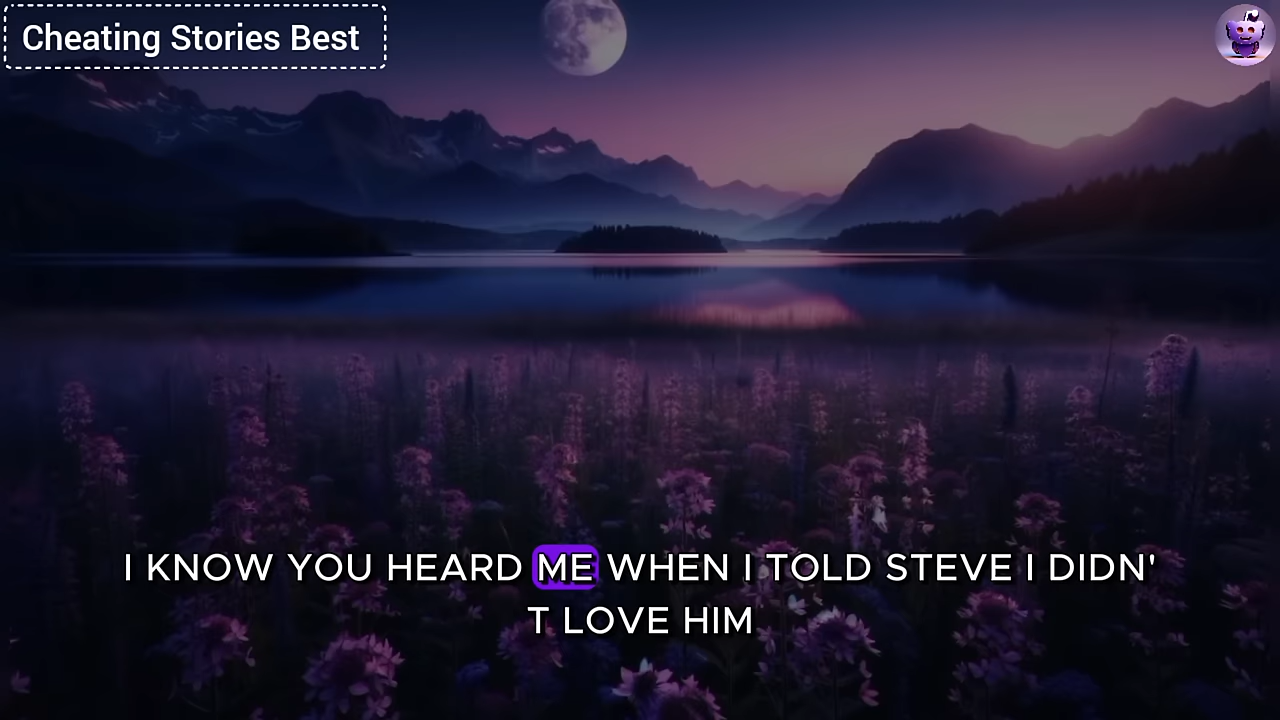 Cheating Stories Best
I KNOW YOU HEARD ME WHEN I TOLD STEVE I DIDN'
T LOVE HIM